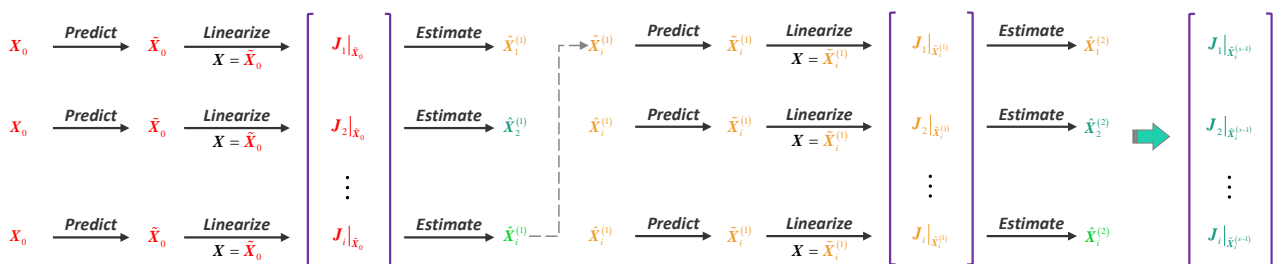 X₀ Predict X̃₀ Linearize X = X̃₀ J₁|X̃₀ Estimate X̂₁⁽¹⁾ X̂ᵢ⁽¹⁾ Predict X̃ᵢ⁽¹⁾ Linearize X = X̃ᵢ⁽¹⁾ J₁|X̃ᵢ⁽¹⁾ Estimate X̂₁⁽²⁾ J₁|X̃ᵢ⁽ˢ⁻¹⁾
X₀ Predict X̃₀ Linearize X = X̃₀ J₂|X̃₀ Estimate X̂₂⁽¹⁾ X̂ᵢ⁽¹⁾ Predict X̃ᵢ⁽¹⁾ Linearize X = X̃ᵢ⁽¹⁾ J₂|X̃ᵢ⁽¹⁾ Estimate X̂₂⁽²⁾ J₂|X̃ᵢ⁽ˢ⁻¹⁾
⋮ ⋮ ⋮
X₀ Predict X̃₀ Linearize X = X̃₀ Jᵢ|X̃₀ Estimate X̂ᵢ⁽¹⁾ X̂ᵢ⁽¹⁾ Predict X̃ᵢ⁽¹⁾ Linearize X = X̃ᵢ⁽¹⁾ Jᵢ|X̃ᵢ⁽¹⁾ Estimate X̂ᵢ⁽²⁾ Jᵢ|X̃ᵢ⁽ˢ⁻¹⁾